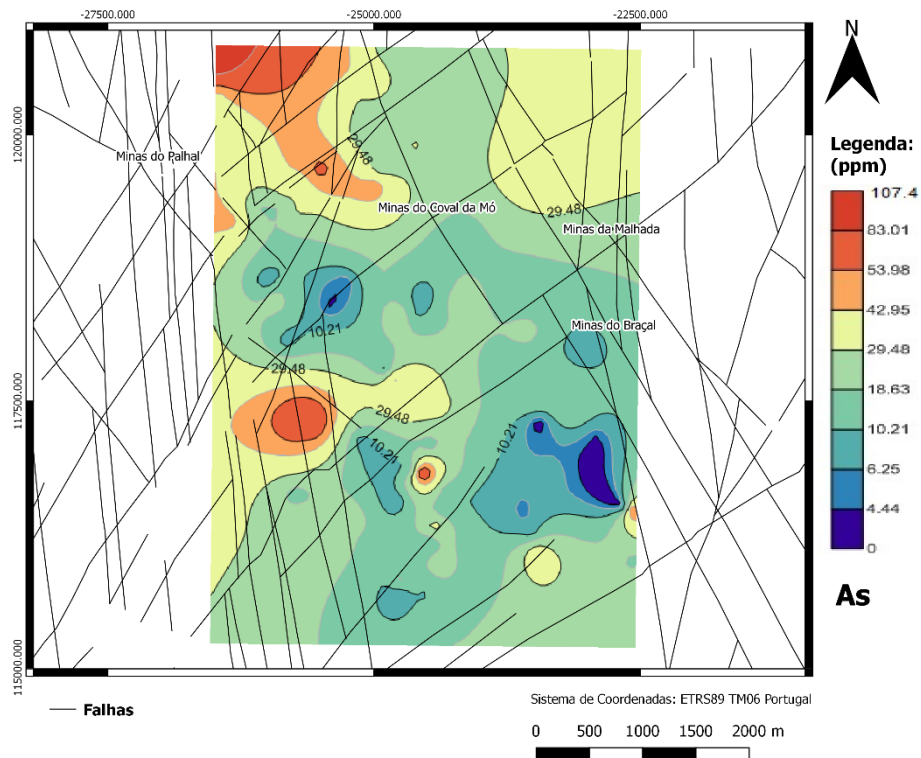 -27500.000
-25000.000
-22500.000
N
120000.000
117500.000
115000.000
Minas do Palhal
29.48
Minas do Coval da Mó
29.48
Minas da Malhada
10.21
Minas do Braçal
29.48
29.48
10.21
10.21
Legenda:
(ppm)
107.4
83.01
53.98
42.95
29.48
18.63
10.21
6.25
4.44
0
As
Falhas
Sistema de Coordenadas: ETRS89 TM06 Portugal
0 500 1000 1500 2000 m